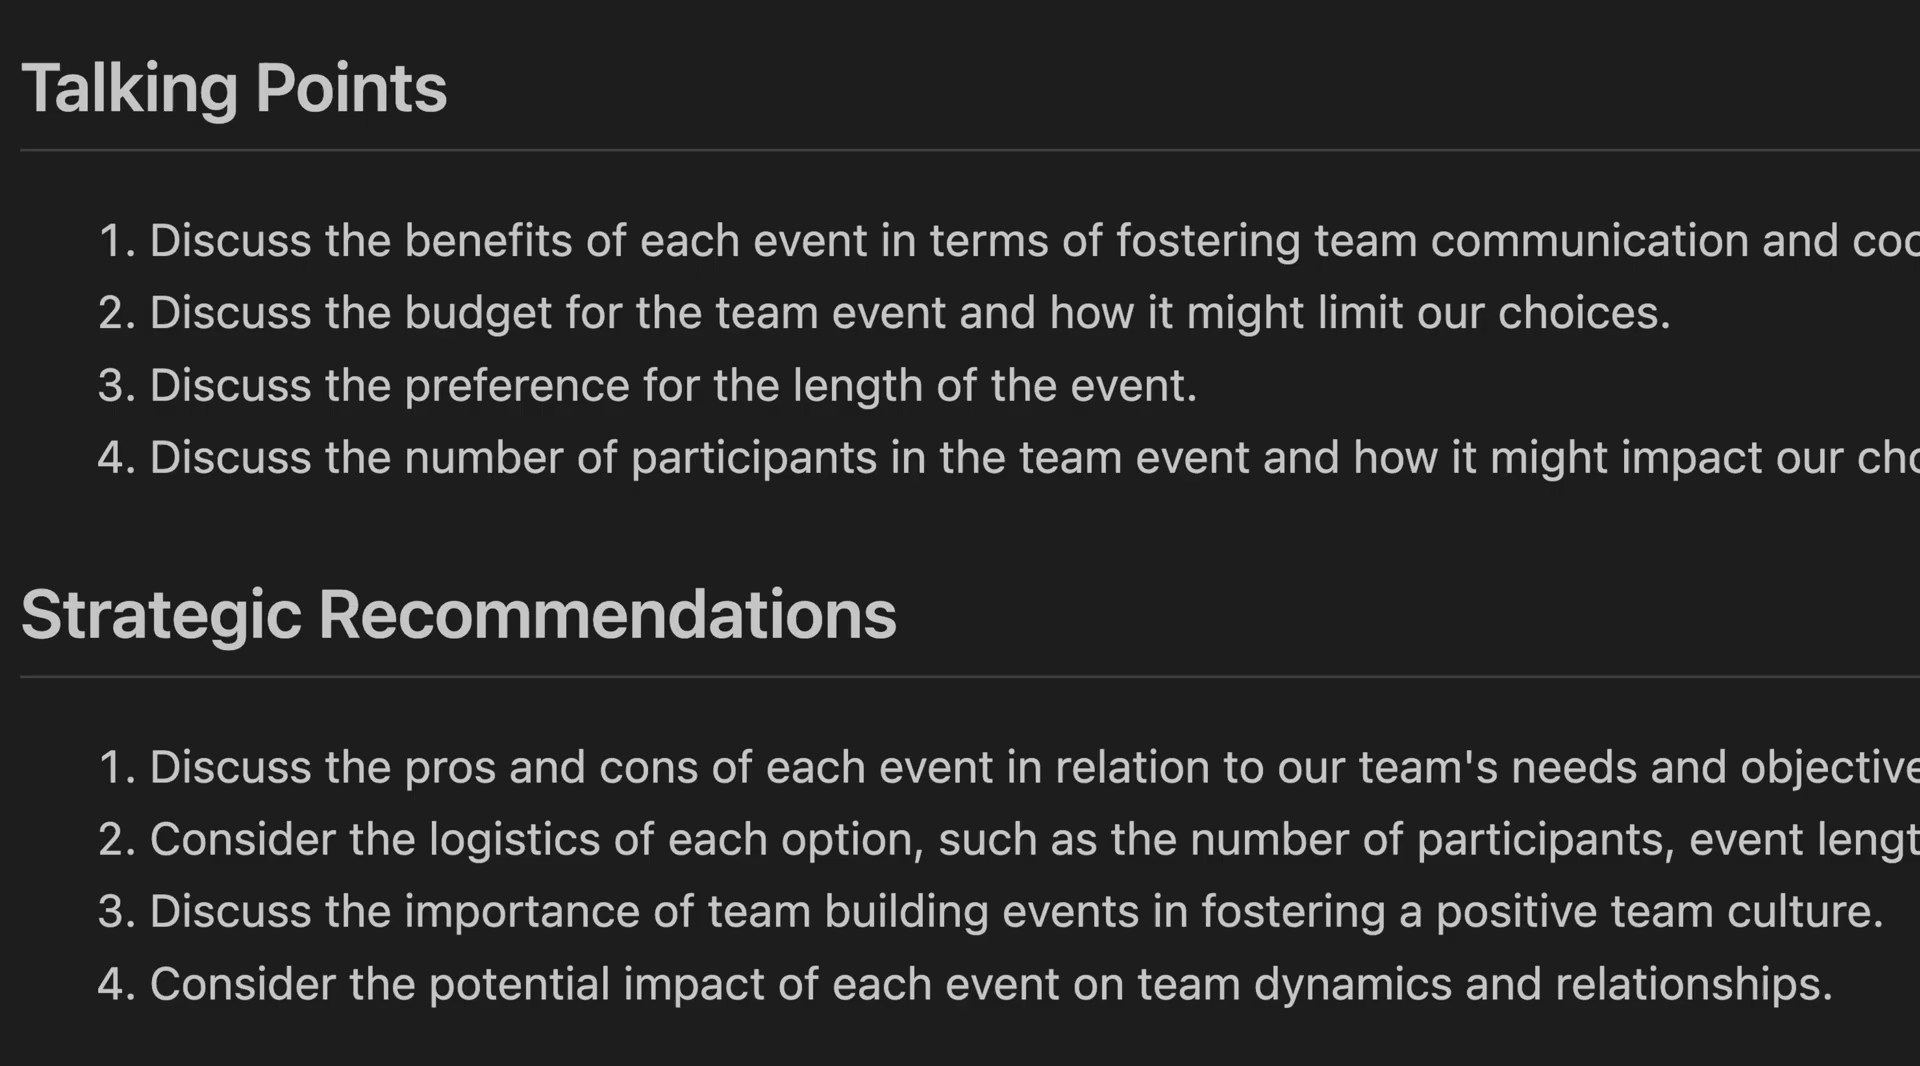 Talking Points
1. Discuss the benefits of each event in terms of fostering team communication and
2. Discuss the budget for the team event and how it might limit our choices.
3. Discuss the preference for the length of the event.
4. Discuss the number of participants in the team event and how it might impact our
Strategic Recommendations
1. Discuss the pros and cons of each event in relation to our team's needs and
2. Consider the logistics of each option, such as the number of participants, event
3. Discuss the importance of team building events in fostering a positive team culture.
4. Consider the potential impact of each event on team dynamics and relationships.